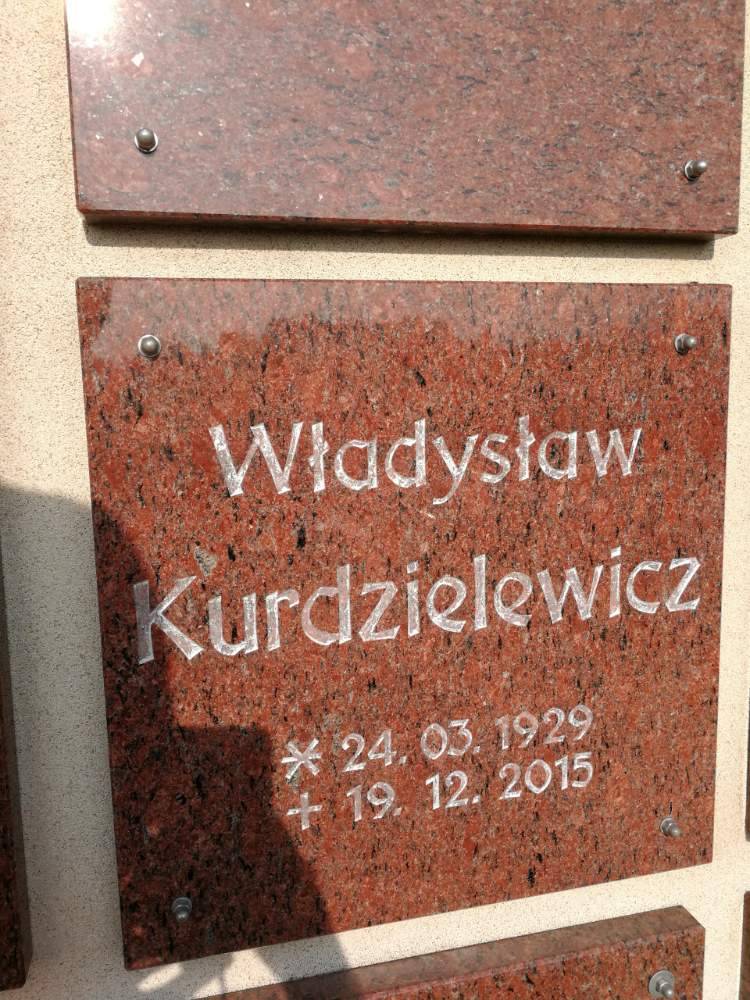 Władysław
Kurdzielewicz
* 24. 03. 1929
+ 19. 12. 2015